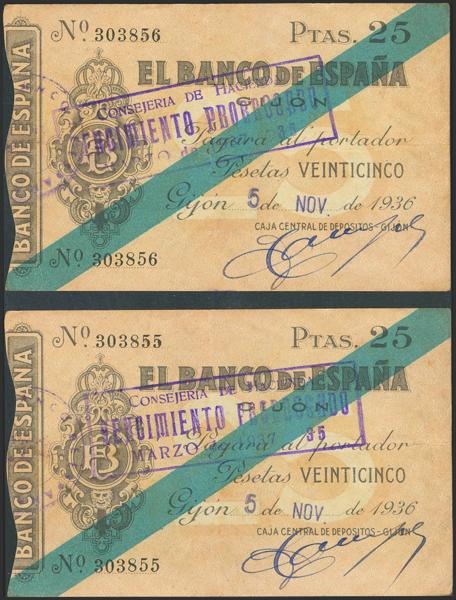 BANCO DE ESPAÑA
Nº 303856 PTAS. 25
EL BANCO DE ESPAÑA
GIJÓN
CONSEJERIA DE HACIENDA
VENCIMIENTO PRORROGADO
35
Pagará al portador
Pesetas VEINTICINCO
Gijón 5 de NOV. de 1936
CAJA CENTRAL DE DEPOSITOS - GIJON
Nº 303856
BANCO DE ESPAÑA
Nº 303855 PTAS. 25
EL BANCO DE ESPAÑA
GIJÓN
CONSEJERIA DE HACIENDA
VENCIMIENTO PRORROGADO
MARZO 35
Pagará al portador
Pesetas VEINTICINCO
Gijón 5 de NOV. de 1936
CAJA CENTRAL DE DEPOSITOS - GIJON
Nº 303855